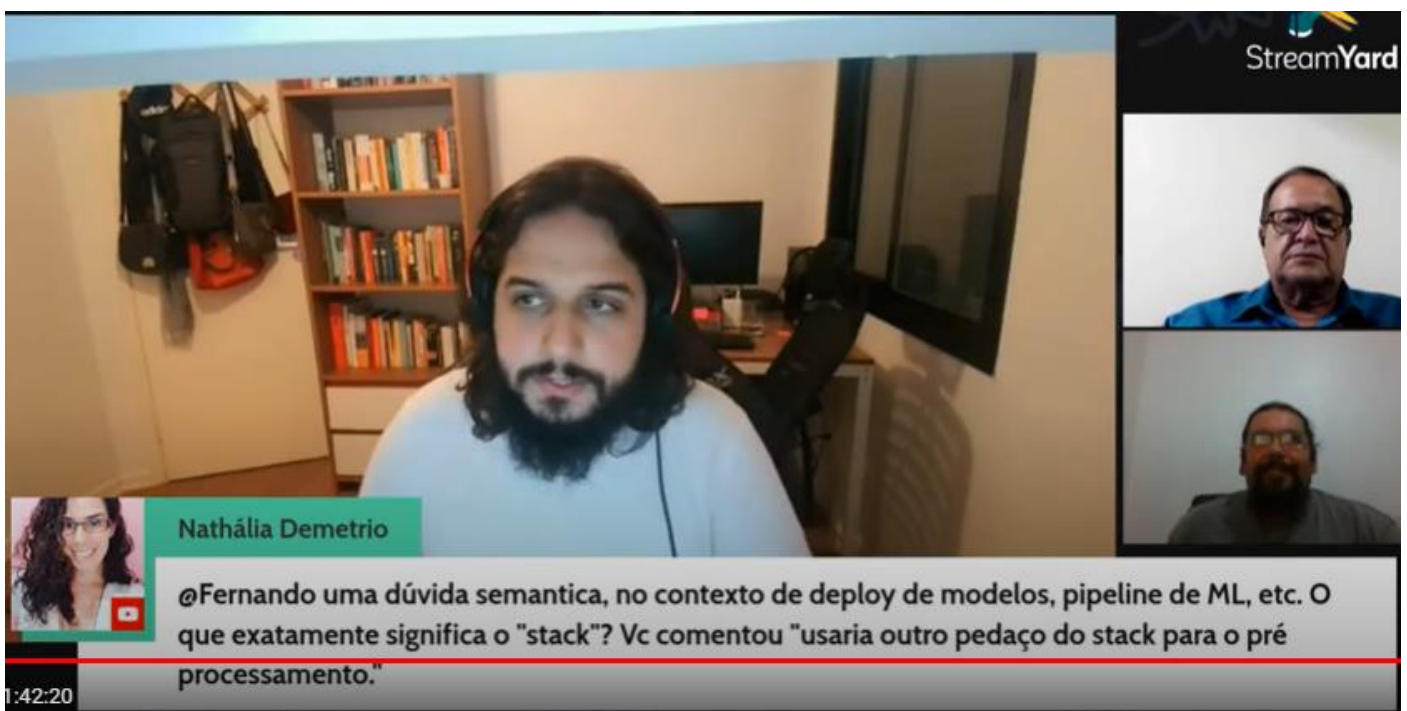 StreamYard
Nathália Demetrio
@Fernando uma dúvida semantica, no contexto de deploy de modelos, pipeline de ML, etc. O
que exatamente significa o "stack"? Vc comentou "usaria outro pedaço do stack para o pré
processamento."
1:42:20